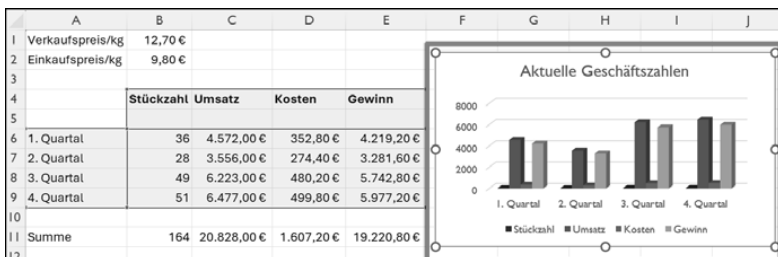 A B C D E F G H I J
1 Verkaufspreis/kg 12,70 €
2 Einkaufspreis/kg 9,80 €
3
4 Stückzahl Umsatz Kosten Gewinn
5
6 1. Quartal 36 4.572,00 € 352,80 € 4.219,20 €
7 2. Quartal 28 3.556,00 € 274,40 € 3.281,60 €
8 3. Quartal 49 6.223,00 € 480,20 € 5.742,80 €
9 4. Quartal 51 6.477,00 € 499,80 € 5.977,20 €
10
11 Summe 164 20.828,00 € 1.607,20 € 19.220,80 €
12
Aktuelle Geschäftszahlen
8000
6000
4000
2000
0
1. Quartal 2. Quartal 3. Quartal 4. Quartal
Stückzahl Umsatz Kosten Gewinn